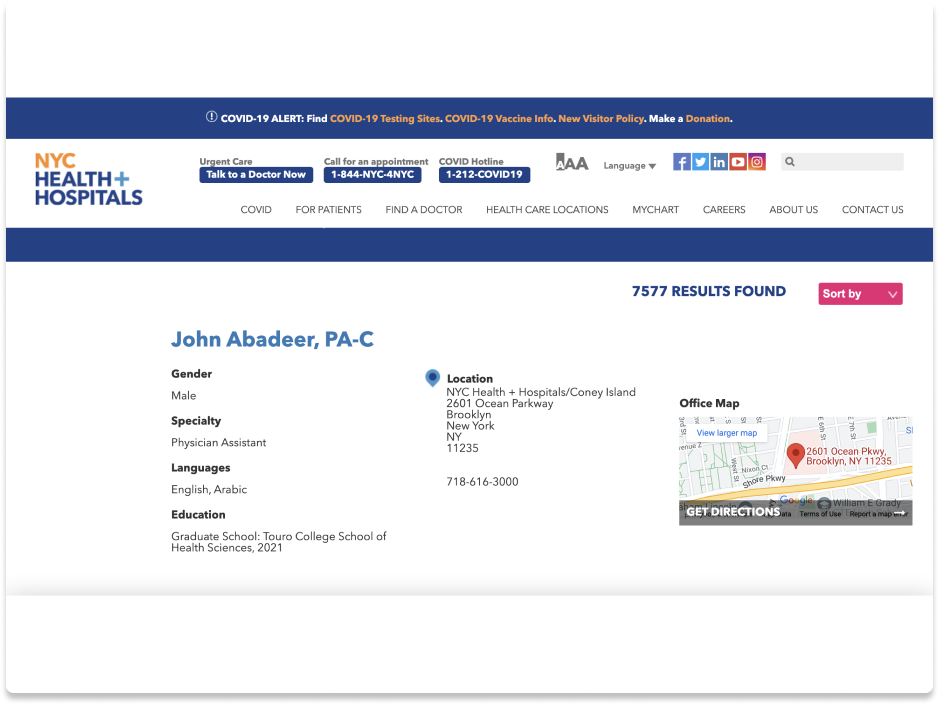 COVID-19 ALERT: Find COVID-19 Testing Sites. COVID-19 Vaccine Info. New Visitor Policy. Make a Donation.
NYC
HEALTH+
HOSPITALS
Urgent Care
Talk to a Doctor Now
Call for an appointment
1-844-NYC-4NYC
COVID Hotline
1-212-COVID19
AAA
Language
COVID
FOR PATIENTS
FIND A DOCTOR
HEALTH CARE LOCATIONS
MYCHART
CAREERS
ABOUT US
CONTACT US
7577 RESULTS FOUND
Sort by
John Abadeer, PA-C
Gender
Male
Specialty
Physician Assistant
Languages
English, Arabic
Education
Graduate School: Touro College School of
Health Sciences, 2021
Location
NYC Health + Hospitals/Coney Island
2601 Ocean Parkway
Brooklyn
New York
NY
11235
718-616-3000
Office Map
View larger map
2601 Ocean Pkwy,
Brooklyn, NY 11235
E 6th St
E 7th St
West St
Nixon Ct
Shore Pkwy
Google
William E Grady
GET DIRECTIONS
Terms of Use
Report a map error